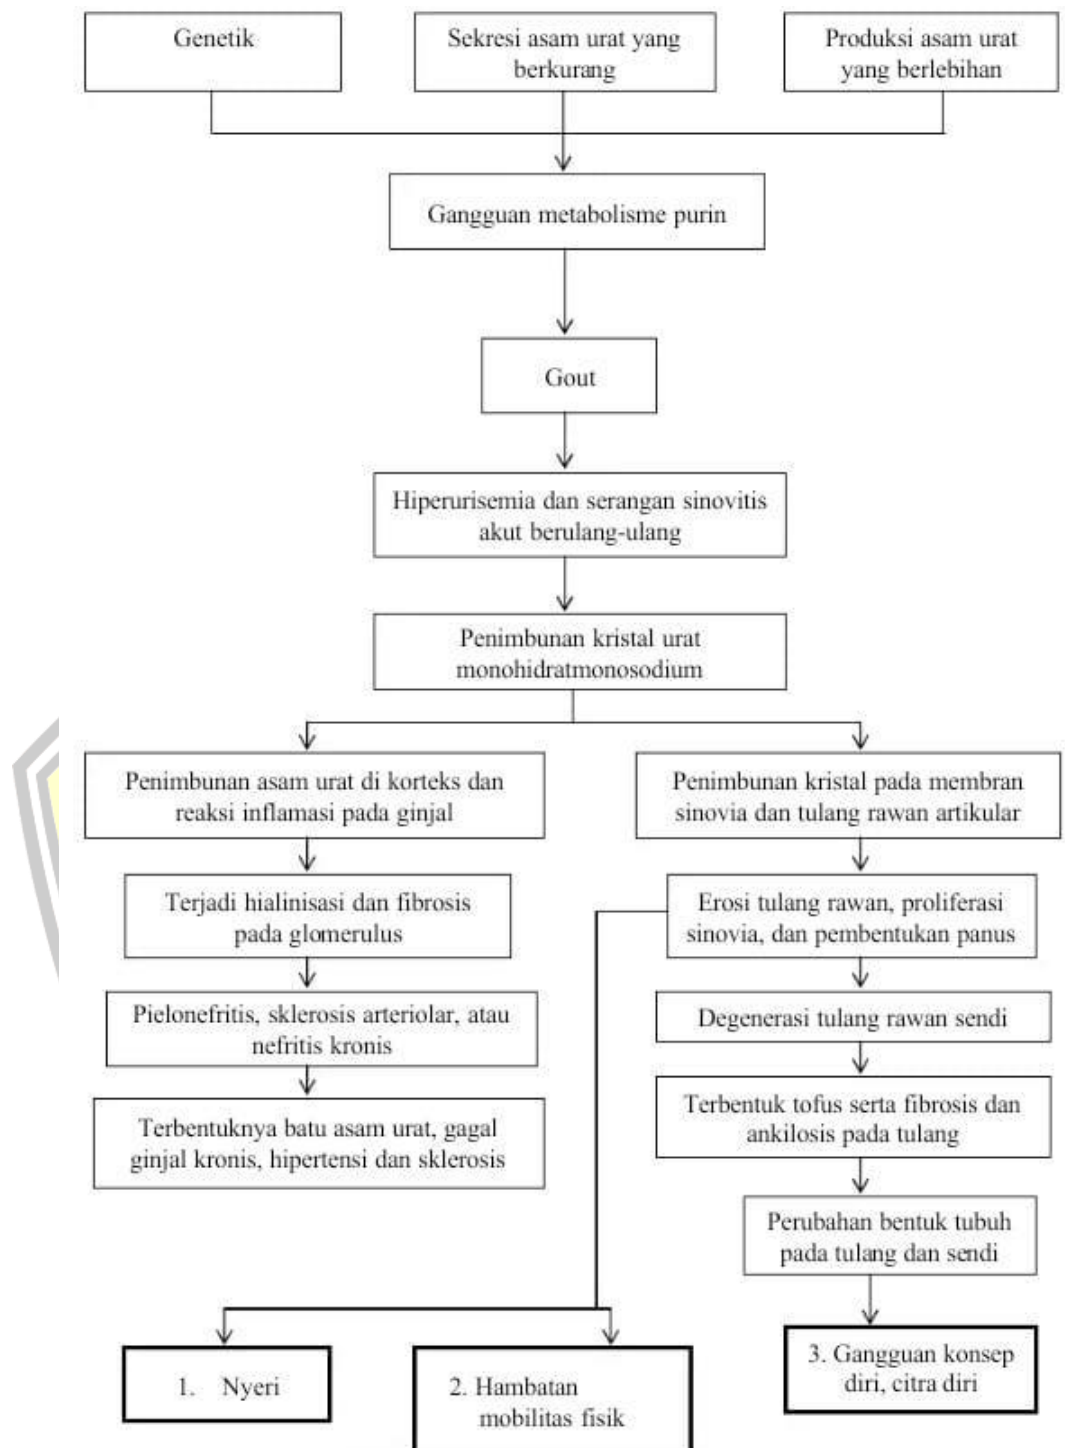 Genetik
Sekresi asam urat yang
berkurang
Produksi asam urat
yang berlebihan
Gangguan metabolisme purin
Gout
Hiperurisemia dan serangan sinovitis
akut berulang-ulang
Penimbunan kristal urat
monohidratmonosodium
Penimbunan asam urat di korteks dan
reaksi inflamasi pada ginjal
Penimbunan kristal pada membran
sinovia dan tulang rawan artikular
Terjadi hialinisasi dan fibrosis
pada glomerulus
Erosi tulang rawan, proliferasi
sinovia, dan pembentukan panus
Pielonefritis, sklerosis arteriolar, atau
nefritis kronis
Degenerasi tulang rawan sendi
Terbentuknya batu asam urat, gagal
ginjal kronis, hipertensi dan sklerosis
Terbentuk tofus serta fibrosis dan
ankilosis pada tulang
Perubahan bentuk tubuh
pada tulang dan sendi
1. Nyeri
2. Hambatan
mobilitas fisik
3. Gangguan konsep
diri, citra diri